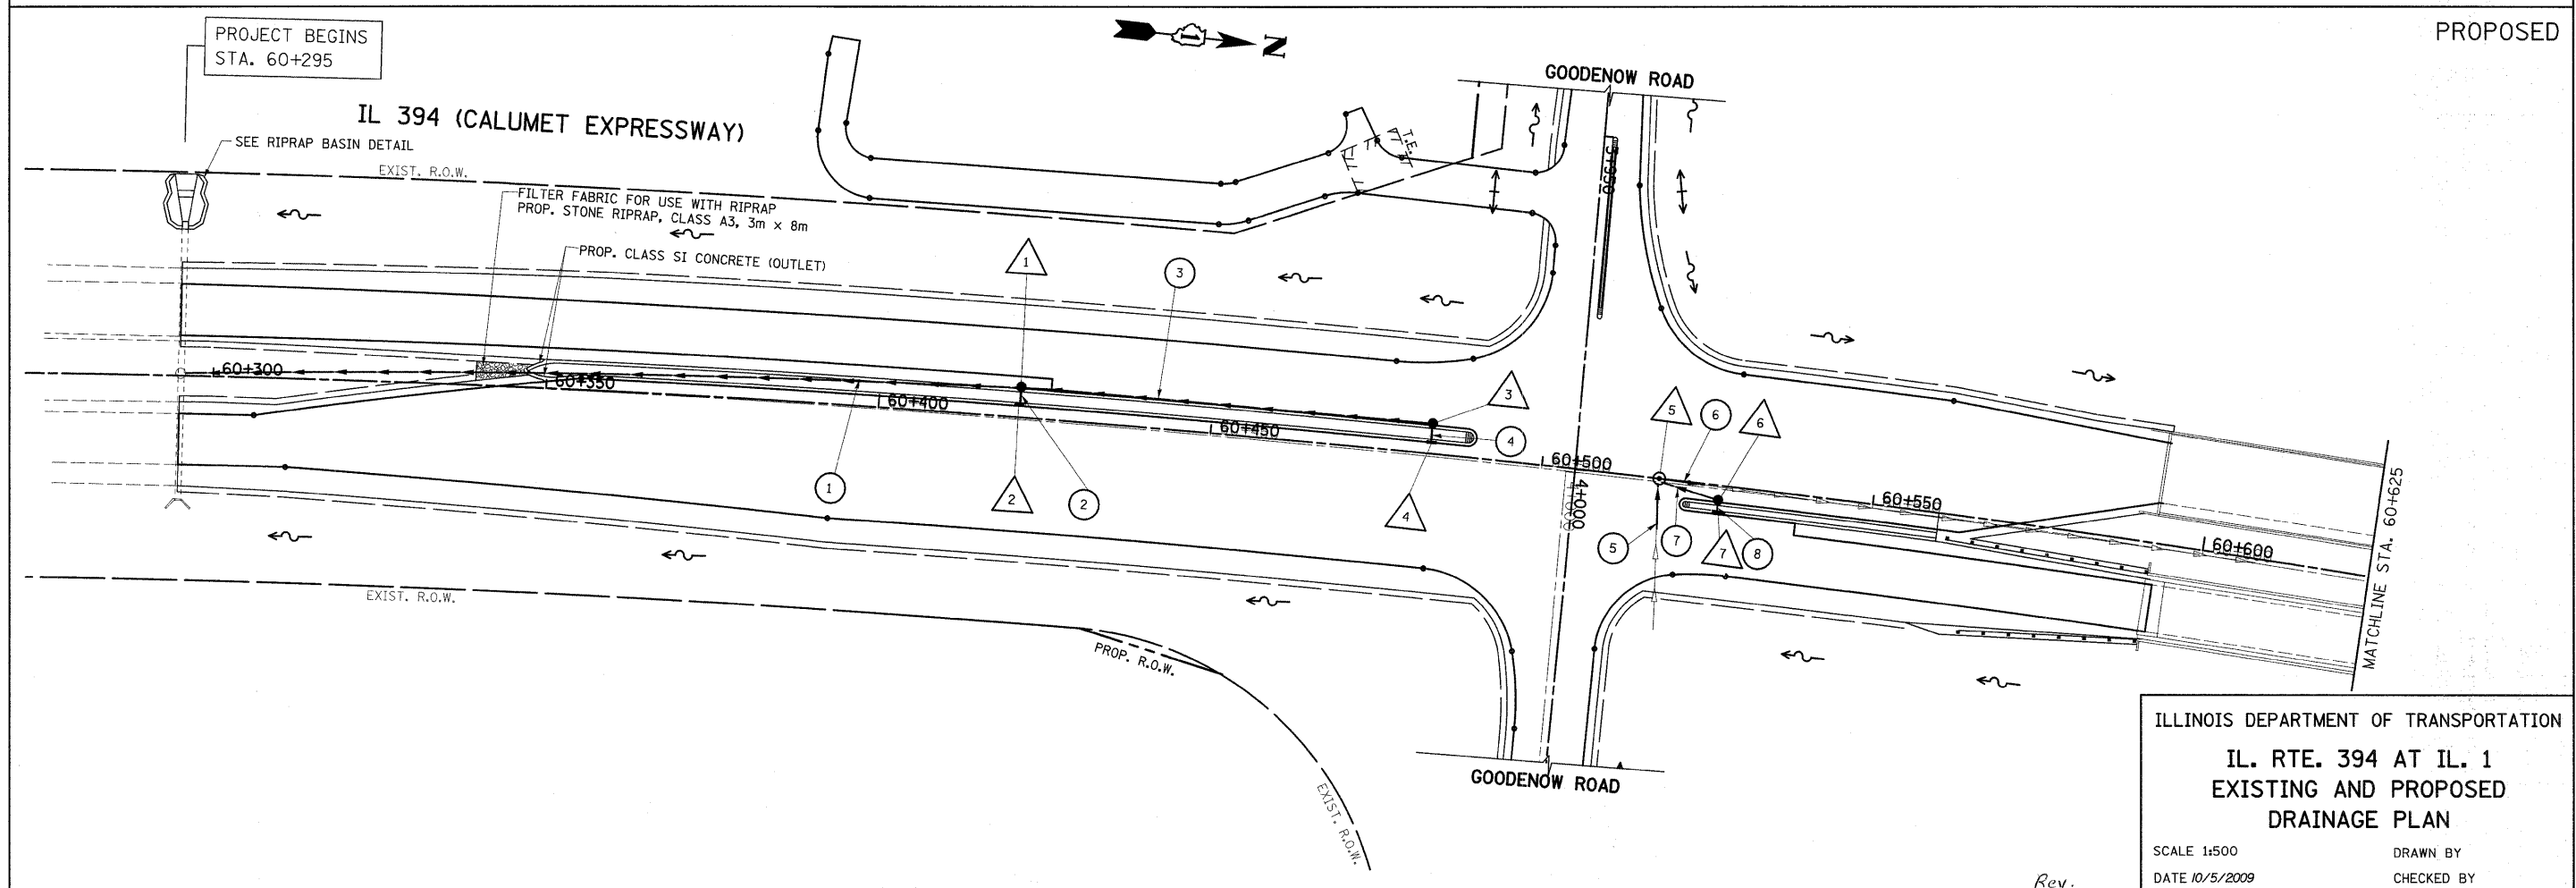 PROPOSED
PROJECT BEGINS
STA. 60+295
1
N
GOODENOW ROAD
IL 394 (CALUMET EXPRESSWAY)
SEE RIPRAP BASIN DETAIL
EXIST. R.O.W.
T.E.
FILTER FABRIC FOR USE WITH RIPRAP
PROP. STONE RIPRAP, CLASS A3, 3m x 8m
PROP. CLASS SI CONCRETE (OUTLET)
3+950
1
3
60+300
60+350
60+400
60+450
60+500
60+550
60+600
3
4
5
6
6
1
2
2
4
4+000
5
7
7
8
MATCHLINE STA. 60+625
EXIST. R.O.W.
PROP. R.O.W.
EXIST. R.O.W.
GOODENOW ROAD
ILLINOIS DEPARTMENT OF TRANSPORTATION
IL. RTE. 394 AT IL. 1
EXISTING AND PROPOSED
DRAINAGE PLAN
SCALE 1:500
DRAWN BY
DATE 10/5/2009
CHECKED BY
Rev.